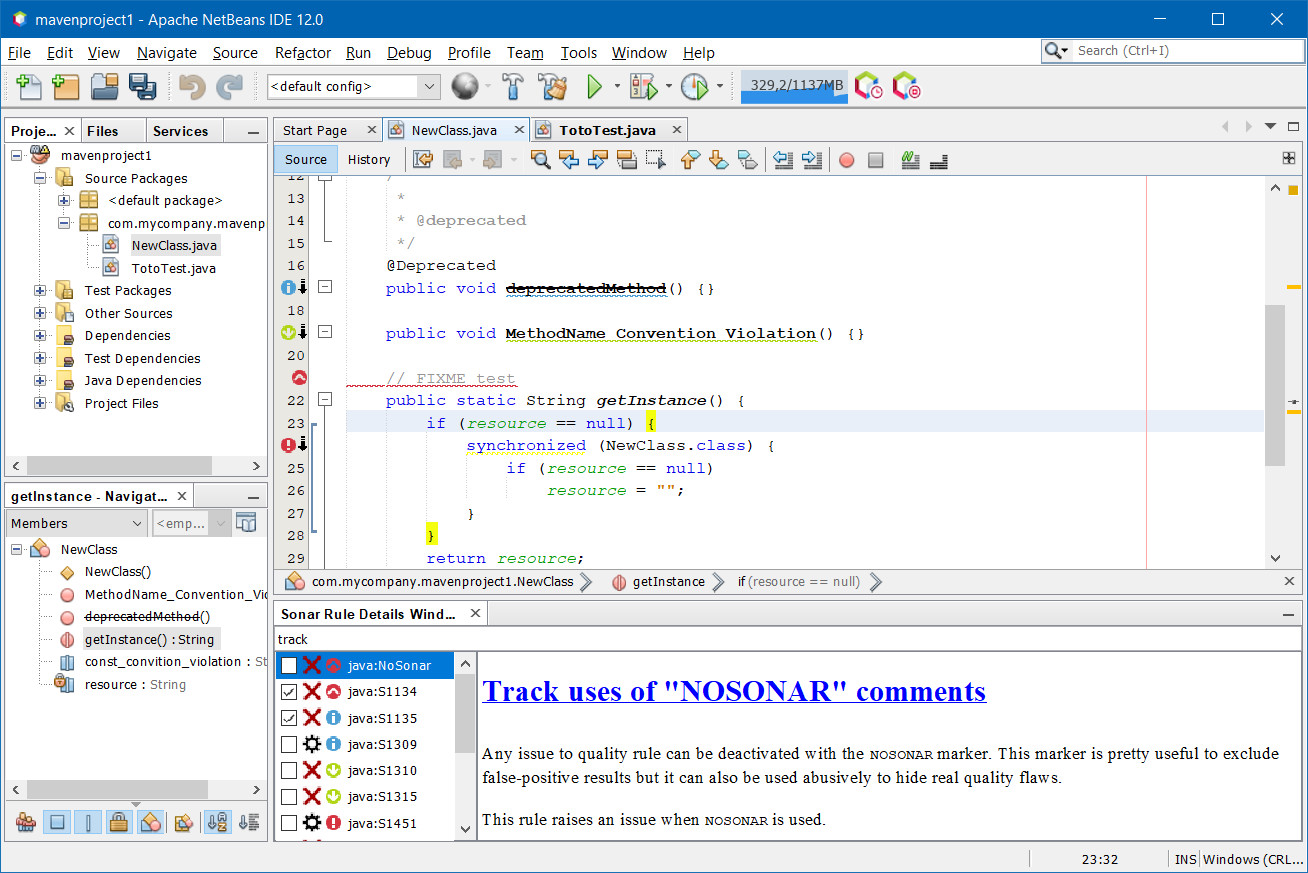 mavenproject1 - Apache NetBeans IDE 12.0
File Edit View Navigate Source Refactor Run Debug Profile Team Tools Window Help
Search (Ctrl+I)
<default config>
329,2/1137MB
Proje... Files Services
mavenproject1
Source Packages
<default package>
com.mycompany.mavenp
NewClass.java
TotoTest.java
Test Packages
Other Sources
Dependencies
Test Dependencies
Java Dependencies
Project Files
getInstance - Navigat...
Members <emp...
NewClass
NewClass()
MethodName_Convention_Vio
deprecatedMethod()
getInstance() : String
const_convition_violation : St
resource : String
Start Page NewClass.java TotoTest.java
Source History
13 *
14 * @deprecated
15 */
16 @Deprecated
public void deprecatedMethod() {}
18
public void MethodName_Convention_Violation() {}
20
// FIXME test
22 public static String getInstance() {
23 if (resource == null) {
synchronized (NewClass.class) {
25 if (resource == null)
26 resource = "";
27 }
28 }
29 return resource;
com.mycompany.mavenproject1.NewClass getInstance if (resource == null)
Sonar Rule Details Wind...
track
java:NoSonar
java:S1134
java:S1135
java:S1309
java:S1310
java:S1315
java:S1451
Track uses of "NOSONAR" comments
Any issue to quality rule can be deactivated with the NOSONAR marker. This marker is pretty useful to exclude
false-positive results but it can also be used abusively to hide real quality flaws.
This rule raises an issue when NOSONAR is used.
23:32 INS Windows (CRL...